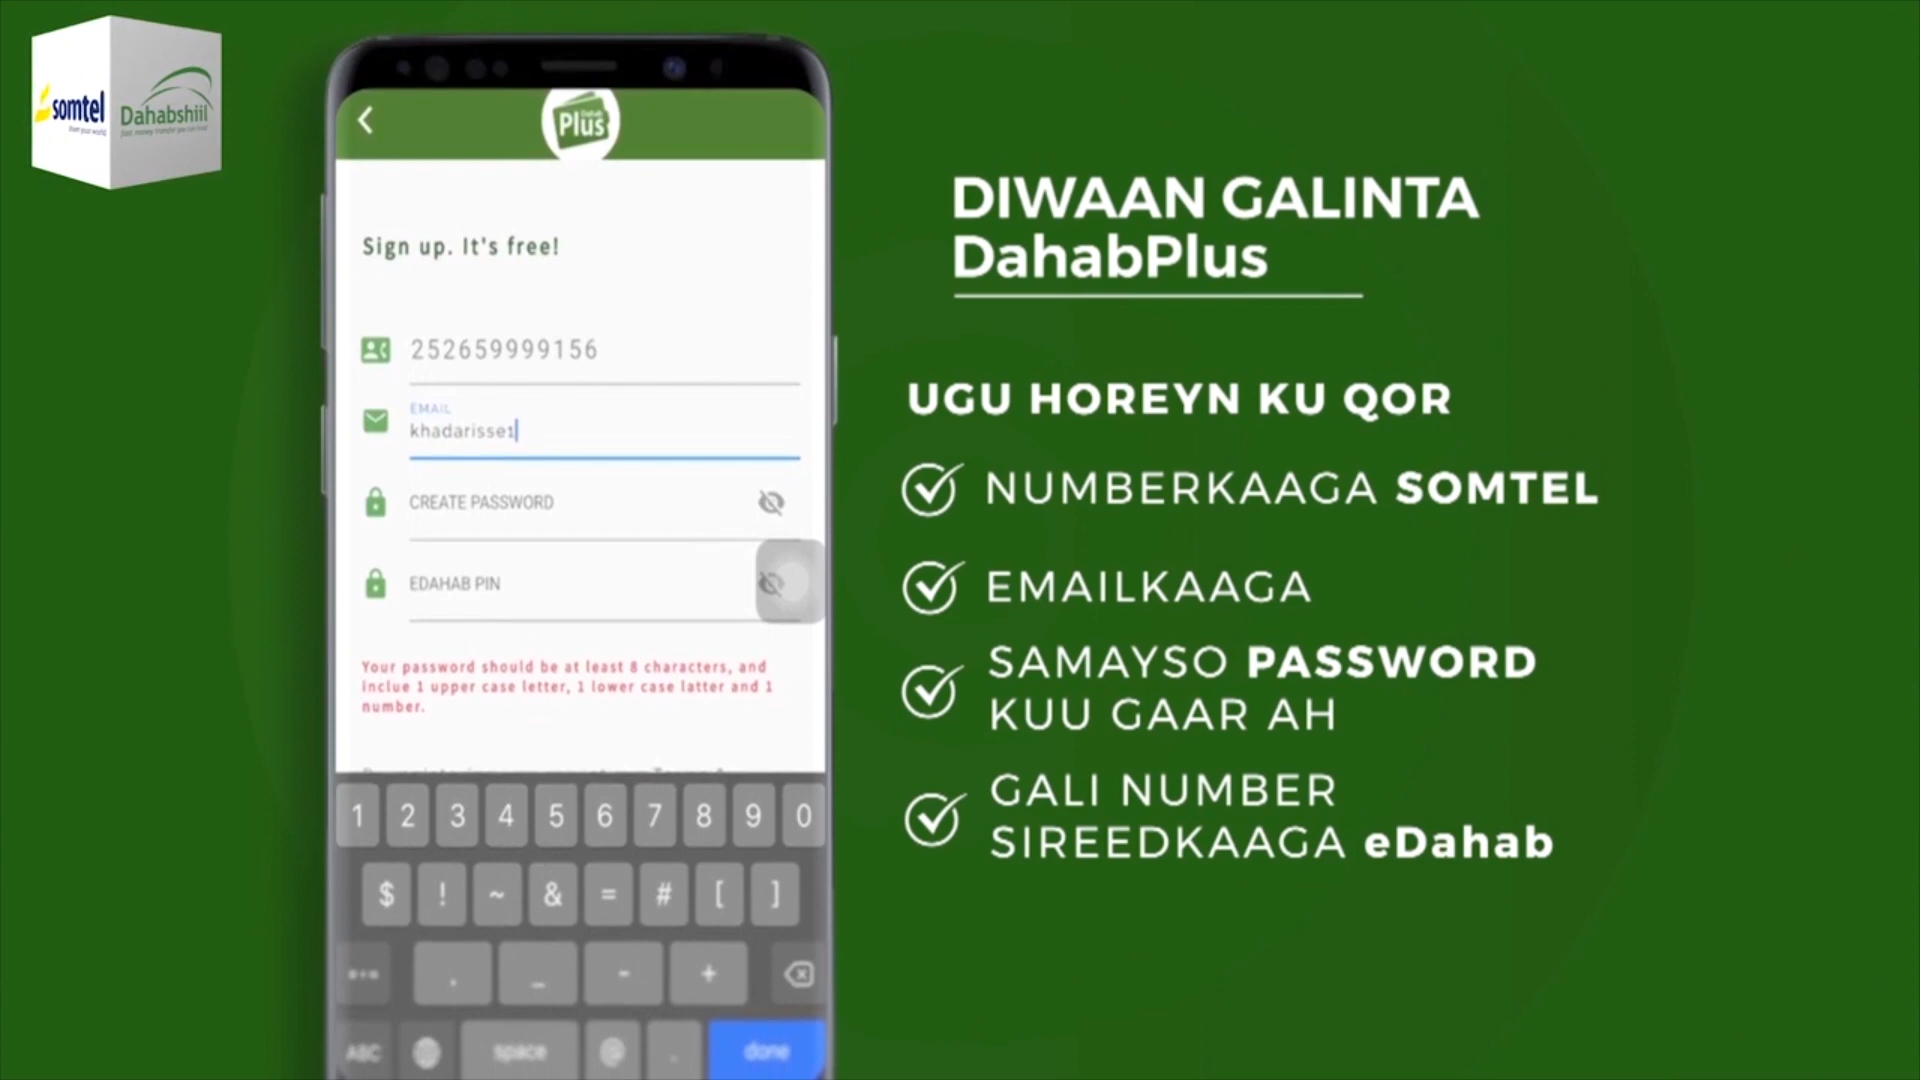 somtel
Dahabshiil
Dahab
Plus
Sign up. It's free!
252659999156
EMAIL
khadarisse1
CREATE PASSWORD
EDAHAB PIN
Your password should be at least 8 characters, and
inclue 1 upper case letter, 1 lower case latter and 1
number.
1 2 3 4 5 6 7 8 9 0
$ ! ~ & = # [ ]
. _ - +
ABC space @ . done
DIWAAN GALINTA
DahabPlus
UGU HOREYN KU QOR
NUMBERKAAGA SOMTEL
EMAILKAAGA
SAMAYSO PASSWORD
KUU GAAR AH
GALI NUMBER
SIREEDKAAGA eDahab